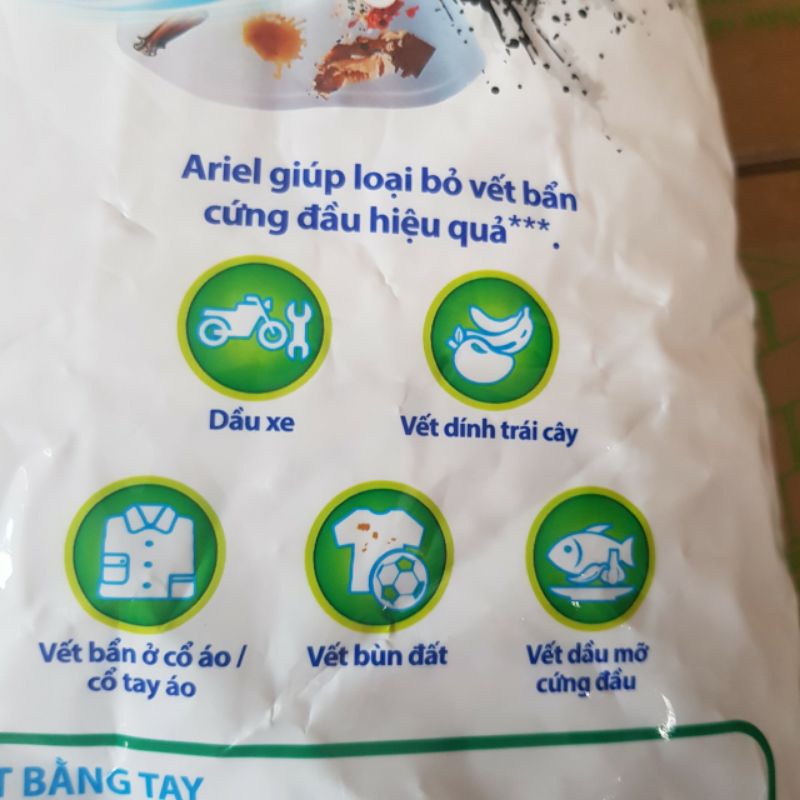 Ariel giúp loại bỏ vết bẩn
cứng đầu hiệu quả***.
Dầu xe
Vết dính trái cây
Vết bẩn ở cổ áo /
cổ tay áo
Vết bùn đất
Vết dầu mỡ
cứng đầu
T BẰNG TAY